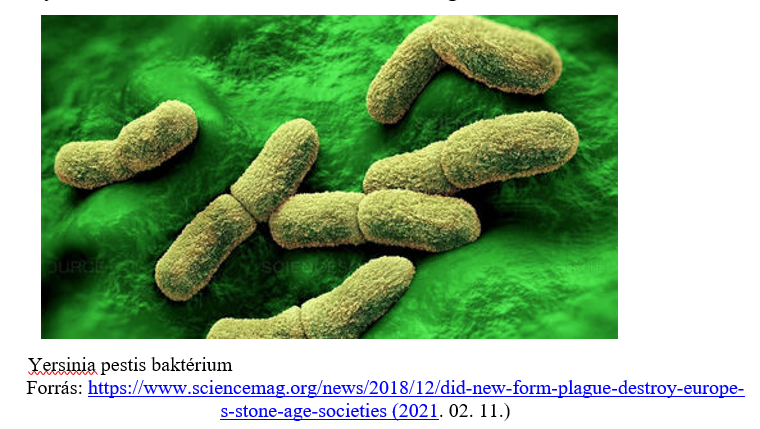 Yersinia pestis baktérium
Forrás: https://www.sciencemag.org/news/2018/12/did-new-form-plague-destroy-europe-
s-stone-age-societies (2021. 02. 11.)